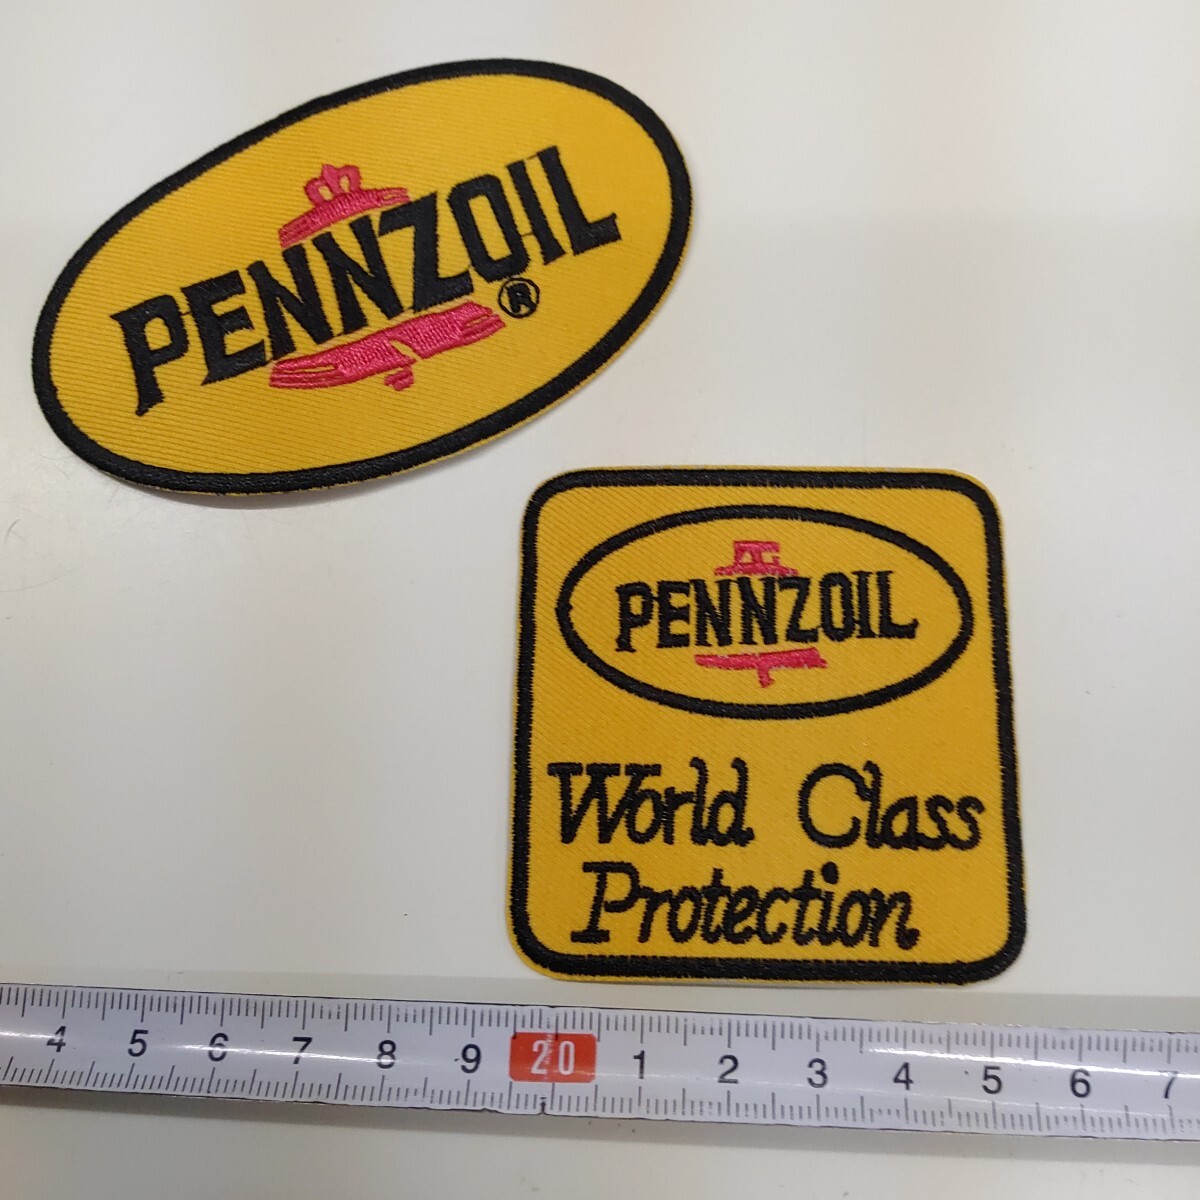 PENNZOIL
®
PENNZOIL
World Class
Protection
4 5 6 7 8 9 20 1 2 3 4 5 6 7